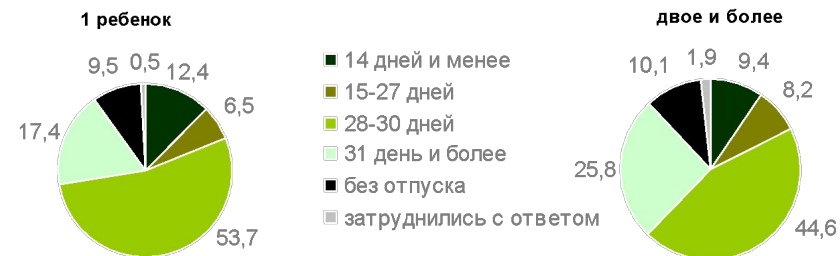 1 ребенок
9,5
0,5
12,4
6,5
17,4
53,7
14 дней и менее
15-27 дней
28-30 дней
31 день и более
без отпуска
затруднились с ответом
двое и более
10,1
1,9
9,4
8,2
25,8
44,6